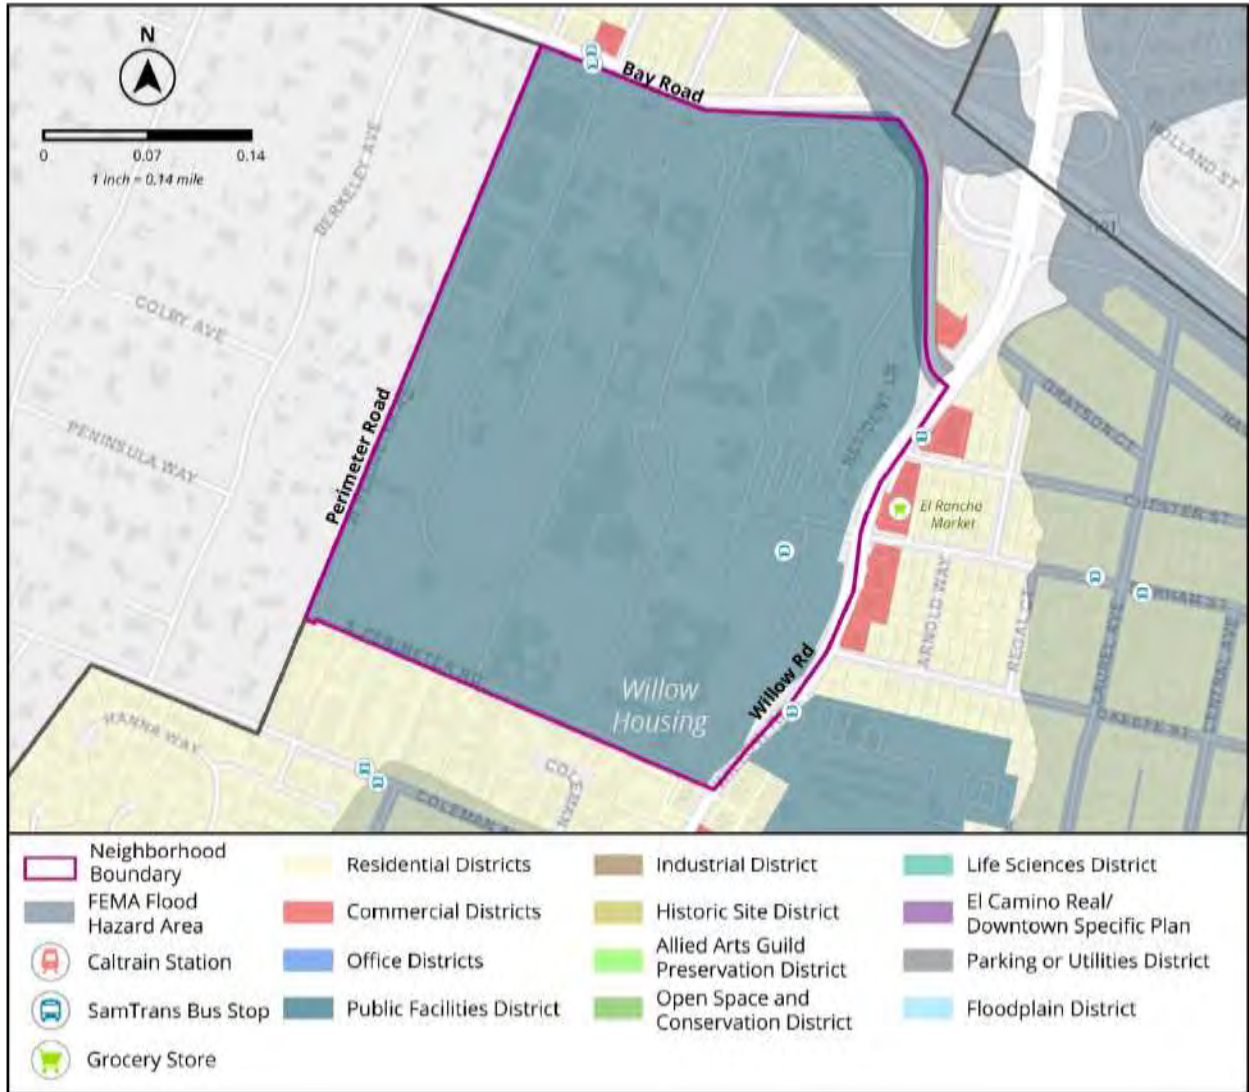 N
0
0.07
0.14
1 inch = 0.14 mile
Bay Road
BERKELEY AVE
HOLLAND ST
101
COLBY AVE
PENINSULA WAY
Perimeter Road
RESIDENT LN
GRAYSON CT
CHESTER ST
El Rancho
Market
ARNOLD WAY
REGAL CT
LAUREL AVE
CENTRAL AVE
Willow
Housing
Willow Rd
HANNA WAY
Neighborhood
Boundary
FEMA Flood
Hazard Area
Caltrain Station
SamTrans Bus Stop
Grocery Store
Residential Districts
Commercial Districts
Office Districts
Public Facilities District
Industrial District
Historic Site District
Allied Arts Guild
Preservation District
Open Space and
Conservation District
Life Sciences District
El Camino Real/
Downtown Specific Plan
Parking or Utilities District
Floodplain District